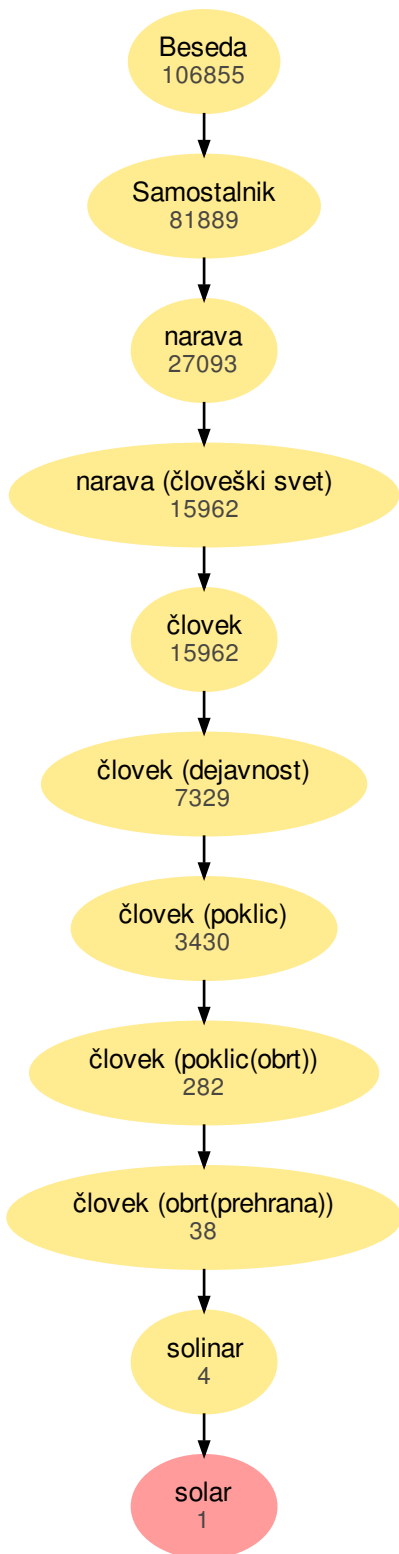 Beseda
106855
Samostalnik
81889
narava
27093
narava (človeški svet)
15962
človek
15962
človek (dejavnost)
7329
človek (poklic)
3430
človek (poklic(obrt))
282
človek (obrt(prehrana))
38
solinar
4
solar
1